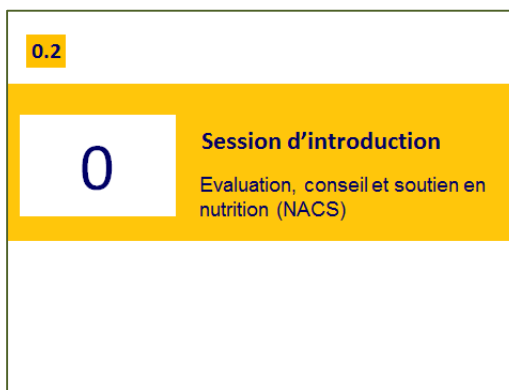 0.2
0
Session d'introduction
Evaluation, conseil et soutien en
nutrition (NACS)